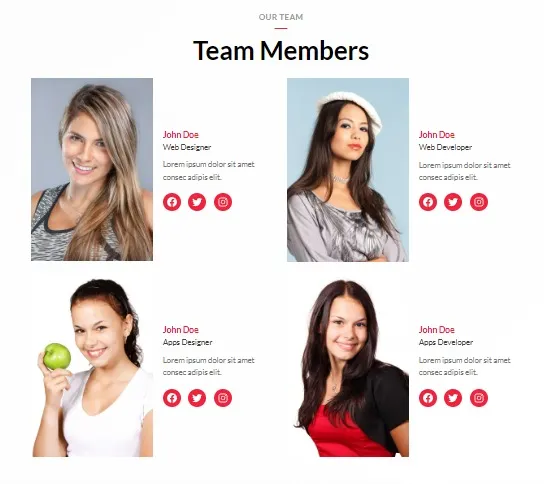 OUR TEAM
Team Members
John Doe
Web Designer
Lorem ipsum dolor sit amet
consec adipis elit.
John Doe
Web Developer
Lorem ipsum dolor sit amet
consec adipis elit.
John Doe
Apps Designer
Lorem ipsum dolor sit amet
consec adipis elit.
John Doe
Apps Developer
Lorem ipsum dolor sit amet
consec adipis elit.